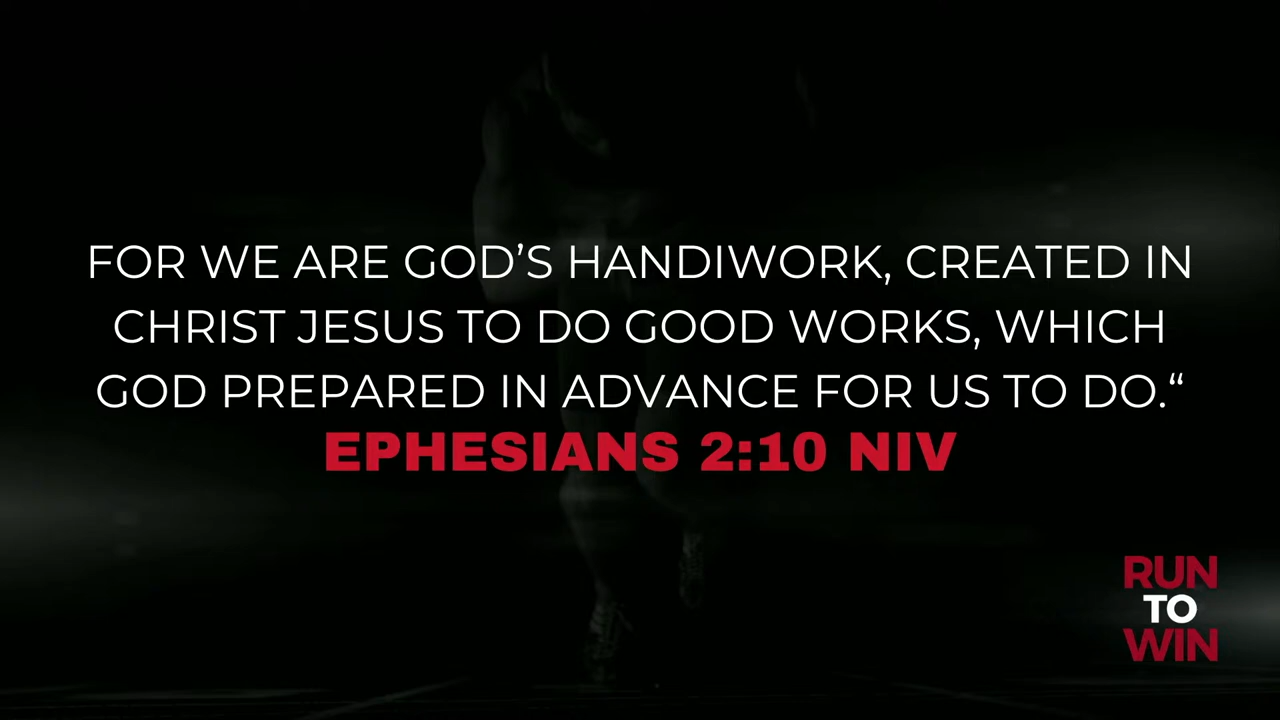 FOR WE ARE GOD’S HANDIWORK, CREATED IN
CHRIST JESUS TO DO GOOD WORKS, WHICH
GOD PREPARED IN ADVANCE FOR US TO DO.“
EPHESIANS 2:10 NIV
RUN
TO
WIN